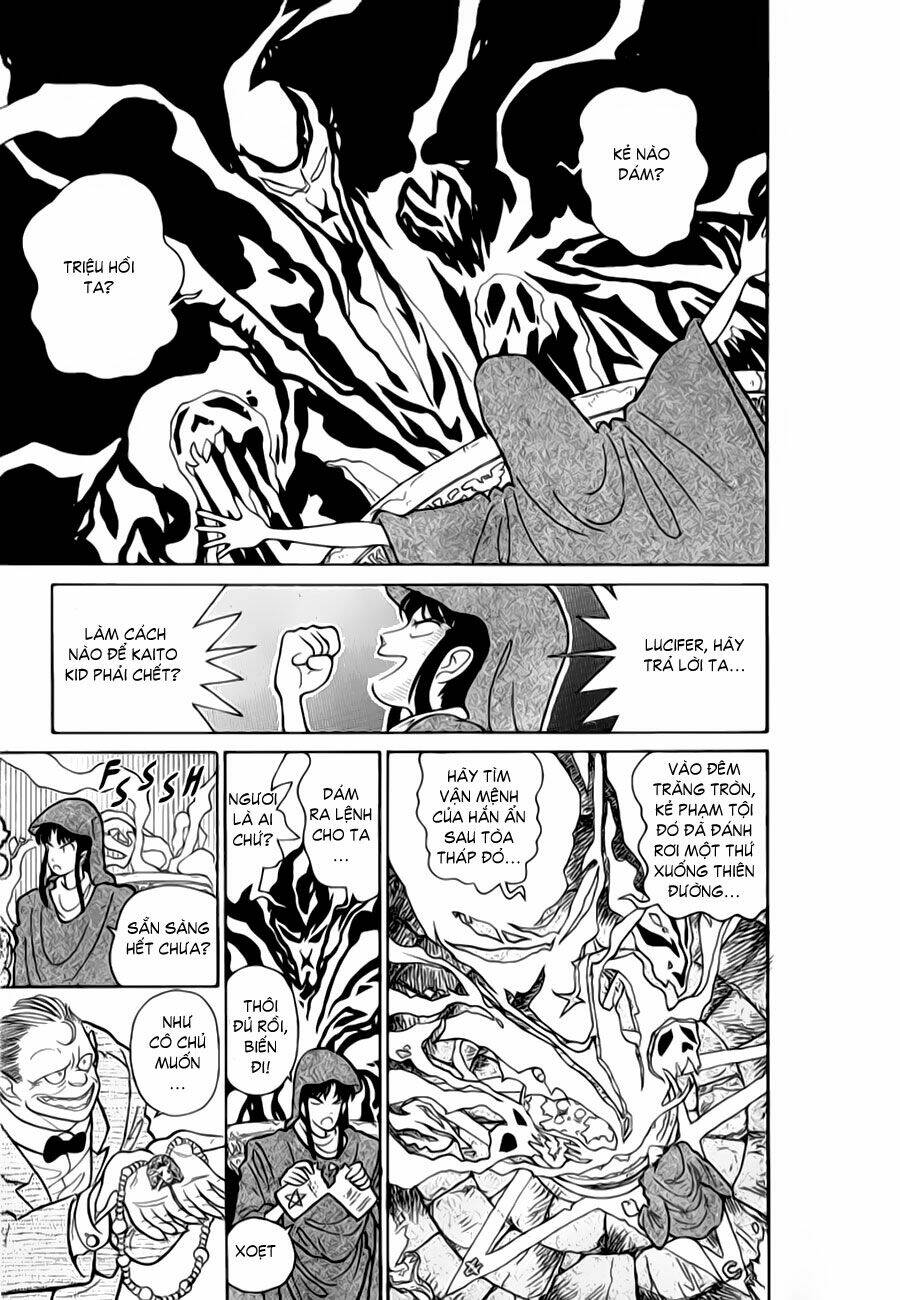 KẺ NÀO
DÁM?
TRIỆU HỒI
TA?
LUCIFER, HÃY
TRẢ LỜI TA...
LÀM CÁCH
NÀO ĐỂ KAITO
KID PHẢI CHẾT?
VÀO ĐÊM
TRĂNG TRÒN,
KẺ PHẠM TỘI
ĐÓ ĐÃ ĐÁNH
RƠI MỘT THỨ
XUỐNG THIÊN
ĐƯỜNG...
HÃY TÌM
VẬN MỆNH
CỦA HẮN ẨN
SAU TÒA
THÁP ĐÓ...
DÁM
RA LỆNH
CHO TA
...
NGƯƠI
LÀ AI
CHỨ?
THÔI
ĐỦ RỒI,
BIẾN
ĐI!
XOẸT
FSSSSH
SẴN SÀNG
HẾT CHƯA?
NHƯ
CÔ CHỦ
MUỐN
...